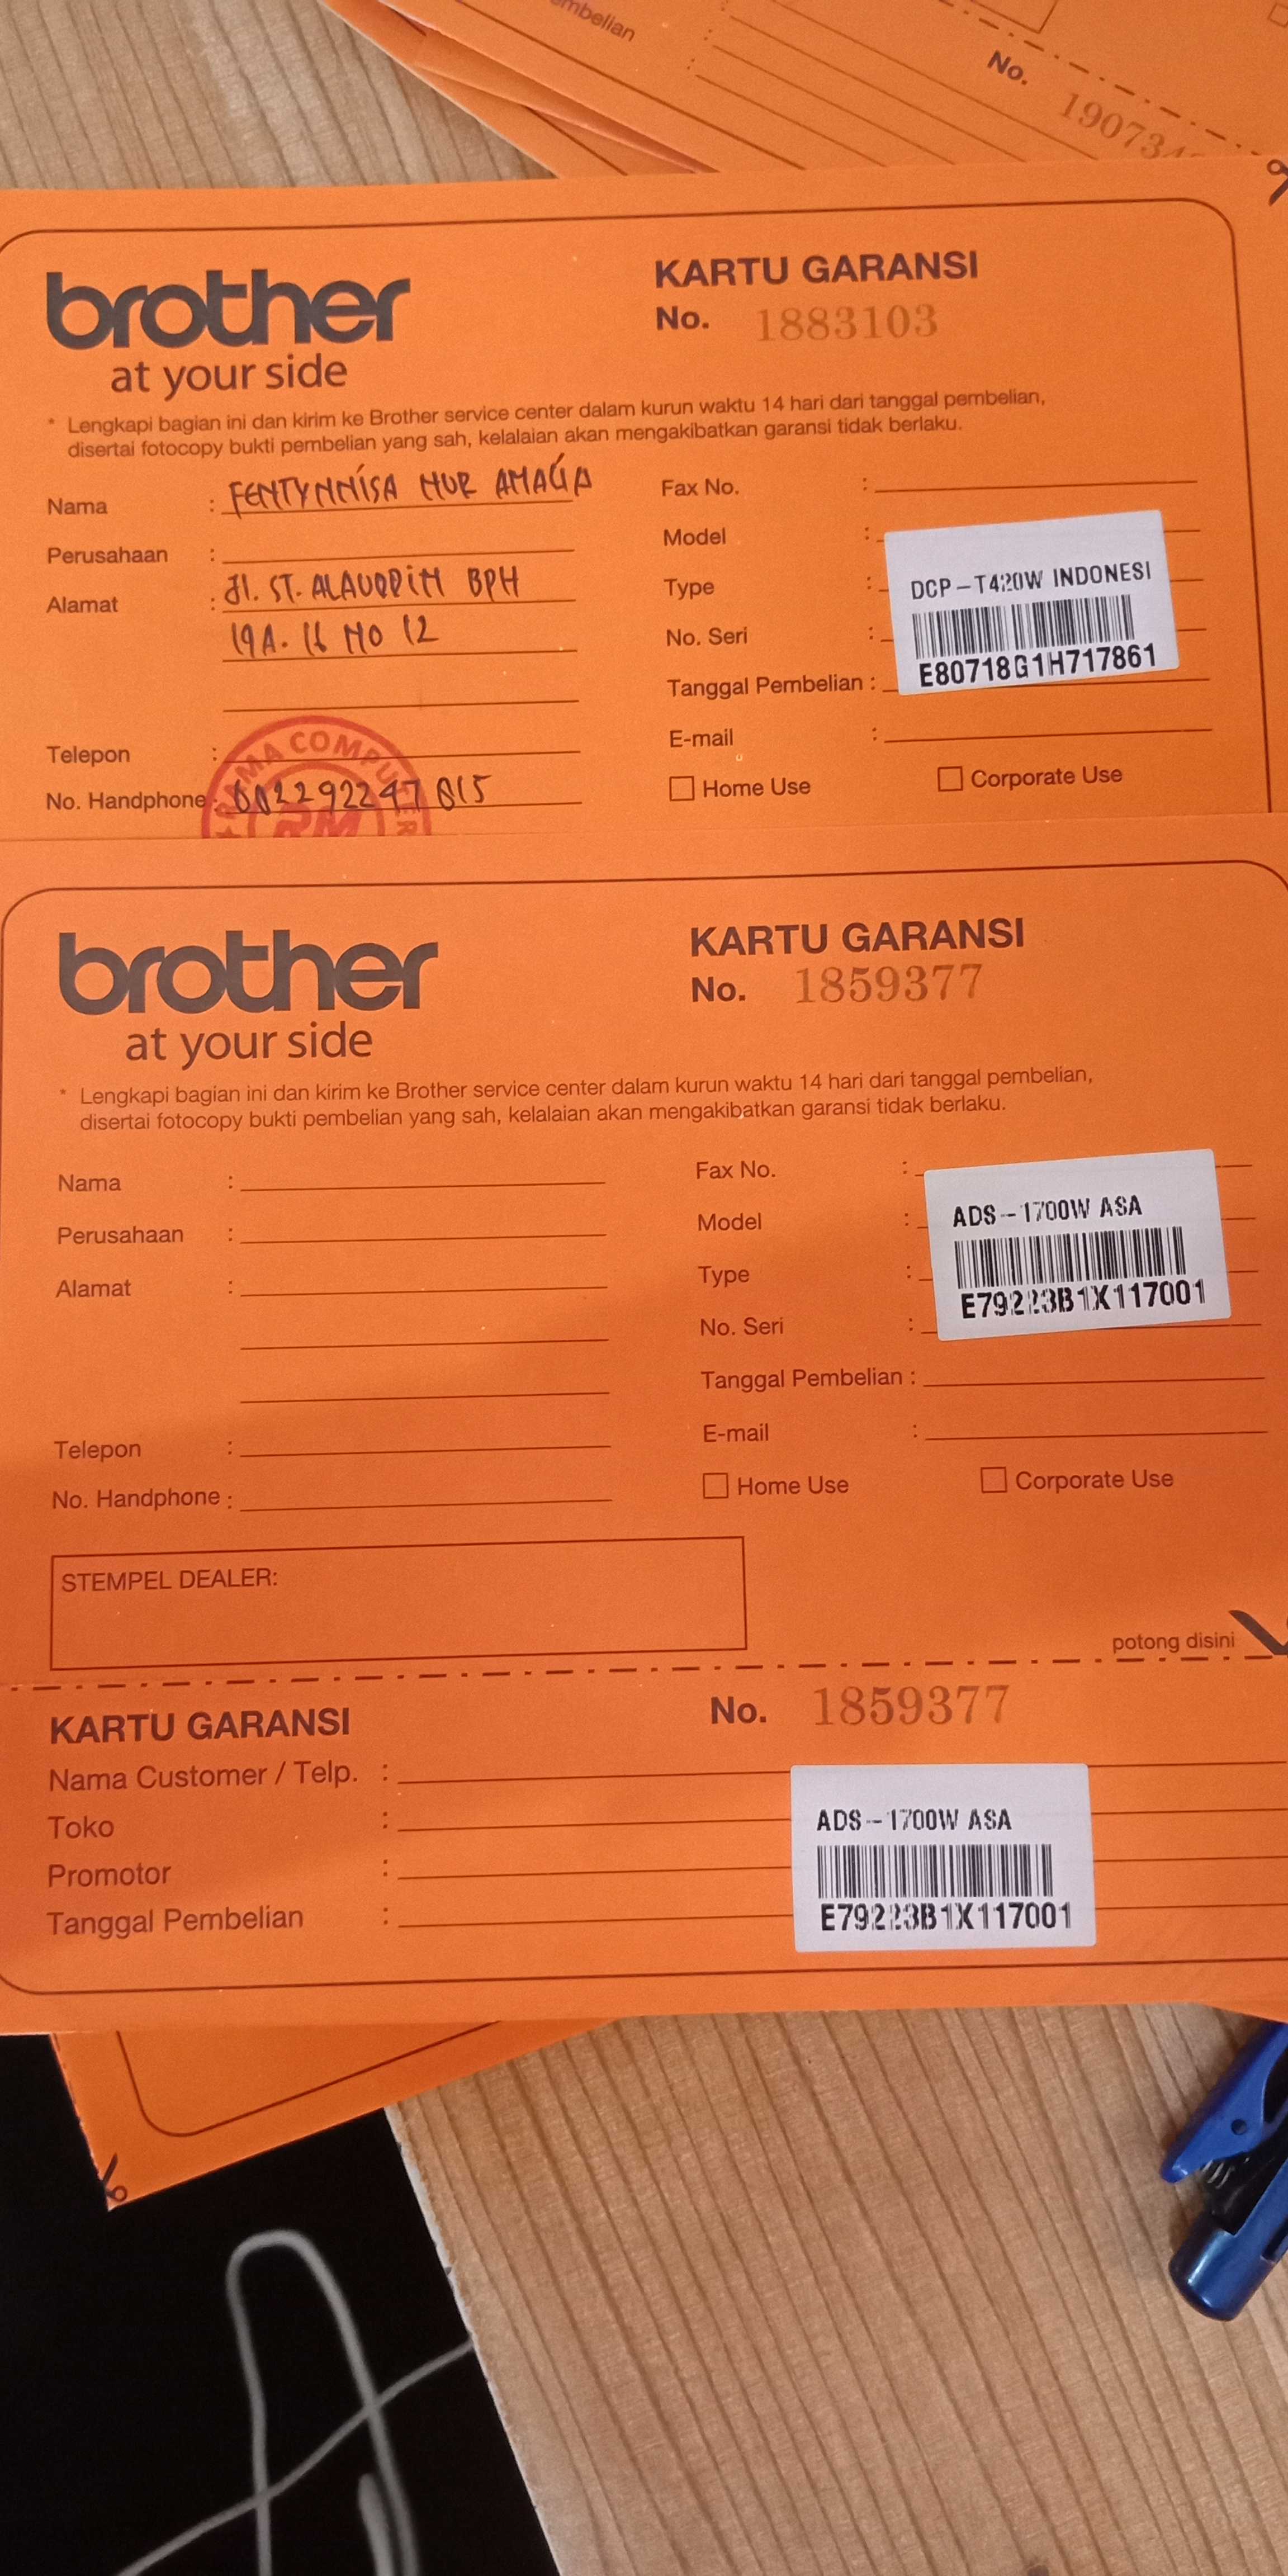 mbelian
No.
KARTU GARANSI
brother
No. 1883103
at your side
* Lengkapi bagian ini dan kirim ke Brother service center dalam kurun waktu 14 hari dari tanggal pembelian,
disertai fotocopy bukti pembelian yang sah, kelalaian akan mengakibatkan garansi tidak berlaku.
Nama : FENTYNNISA NUR AMALIA
Fax No. :
Perusahaan :
Model :
DCP-T420W INDONESI
Alamat : Jl. ST. ALAUDDIN BPH
Type :
19A. 16 NO 12
No. Seri :
E80718G1H717861
Tanggal Pembelian :
Telepon :
E-mail :
MA COMPUTER
No. Handphone : 082292247815
Home Use
Corporate Use
KARTU GARANSI
brother
No. 1859377
at your side
* Lengkapi bagian ini dan kirim ke Brother service center dalam kurun waktu 14 hari dari tanggal pembelian,
disertai fotocopy bukti pembelian yang sah, kelalaian akan mengakibatkan garansi tidak berlaku.
Nama :
Fax No. :
Perusahaan :
Model :
ADS-1700W ASA
Alamat :
Type :
E79223B1X117001
No. Seri :
Tanggal Pembelian :
Telepon :
E-mail :
No. Handphone :
Home Use
Corporate Use
STEMPEL DEALER:
potong disini
KARTU GARANSI
No. 1859377
Nama Customer / Telp. :
Toko :
ADS-1700W ASA
Promotor :
Tanggal Pembelian :
E79223B1X117001